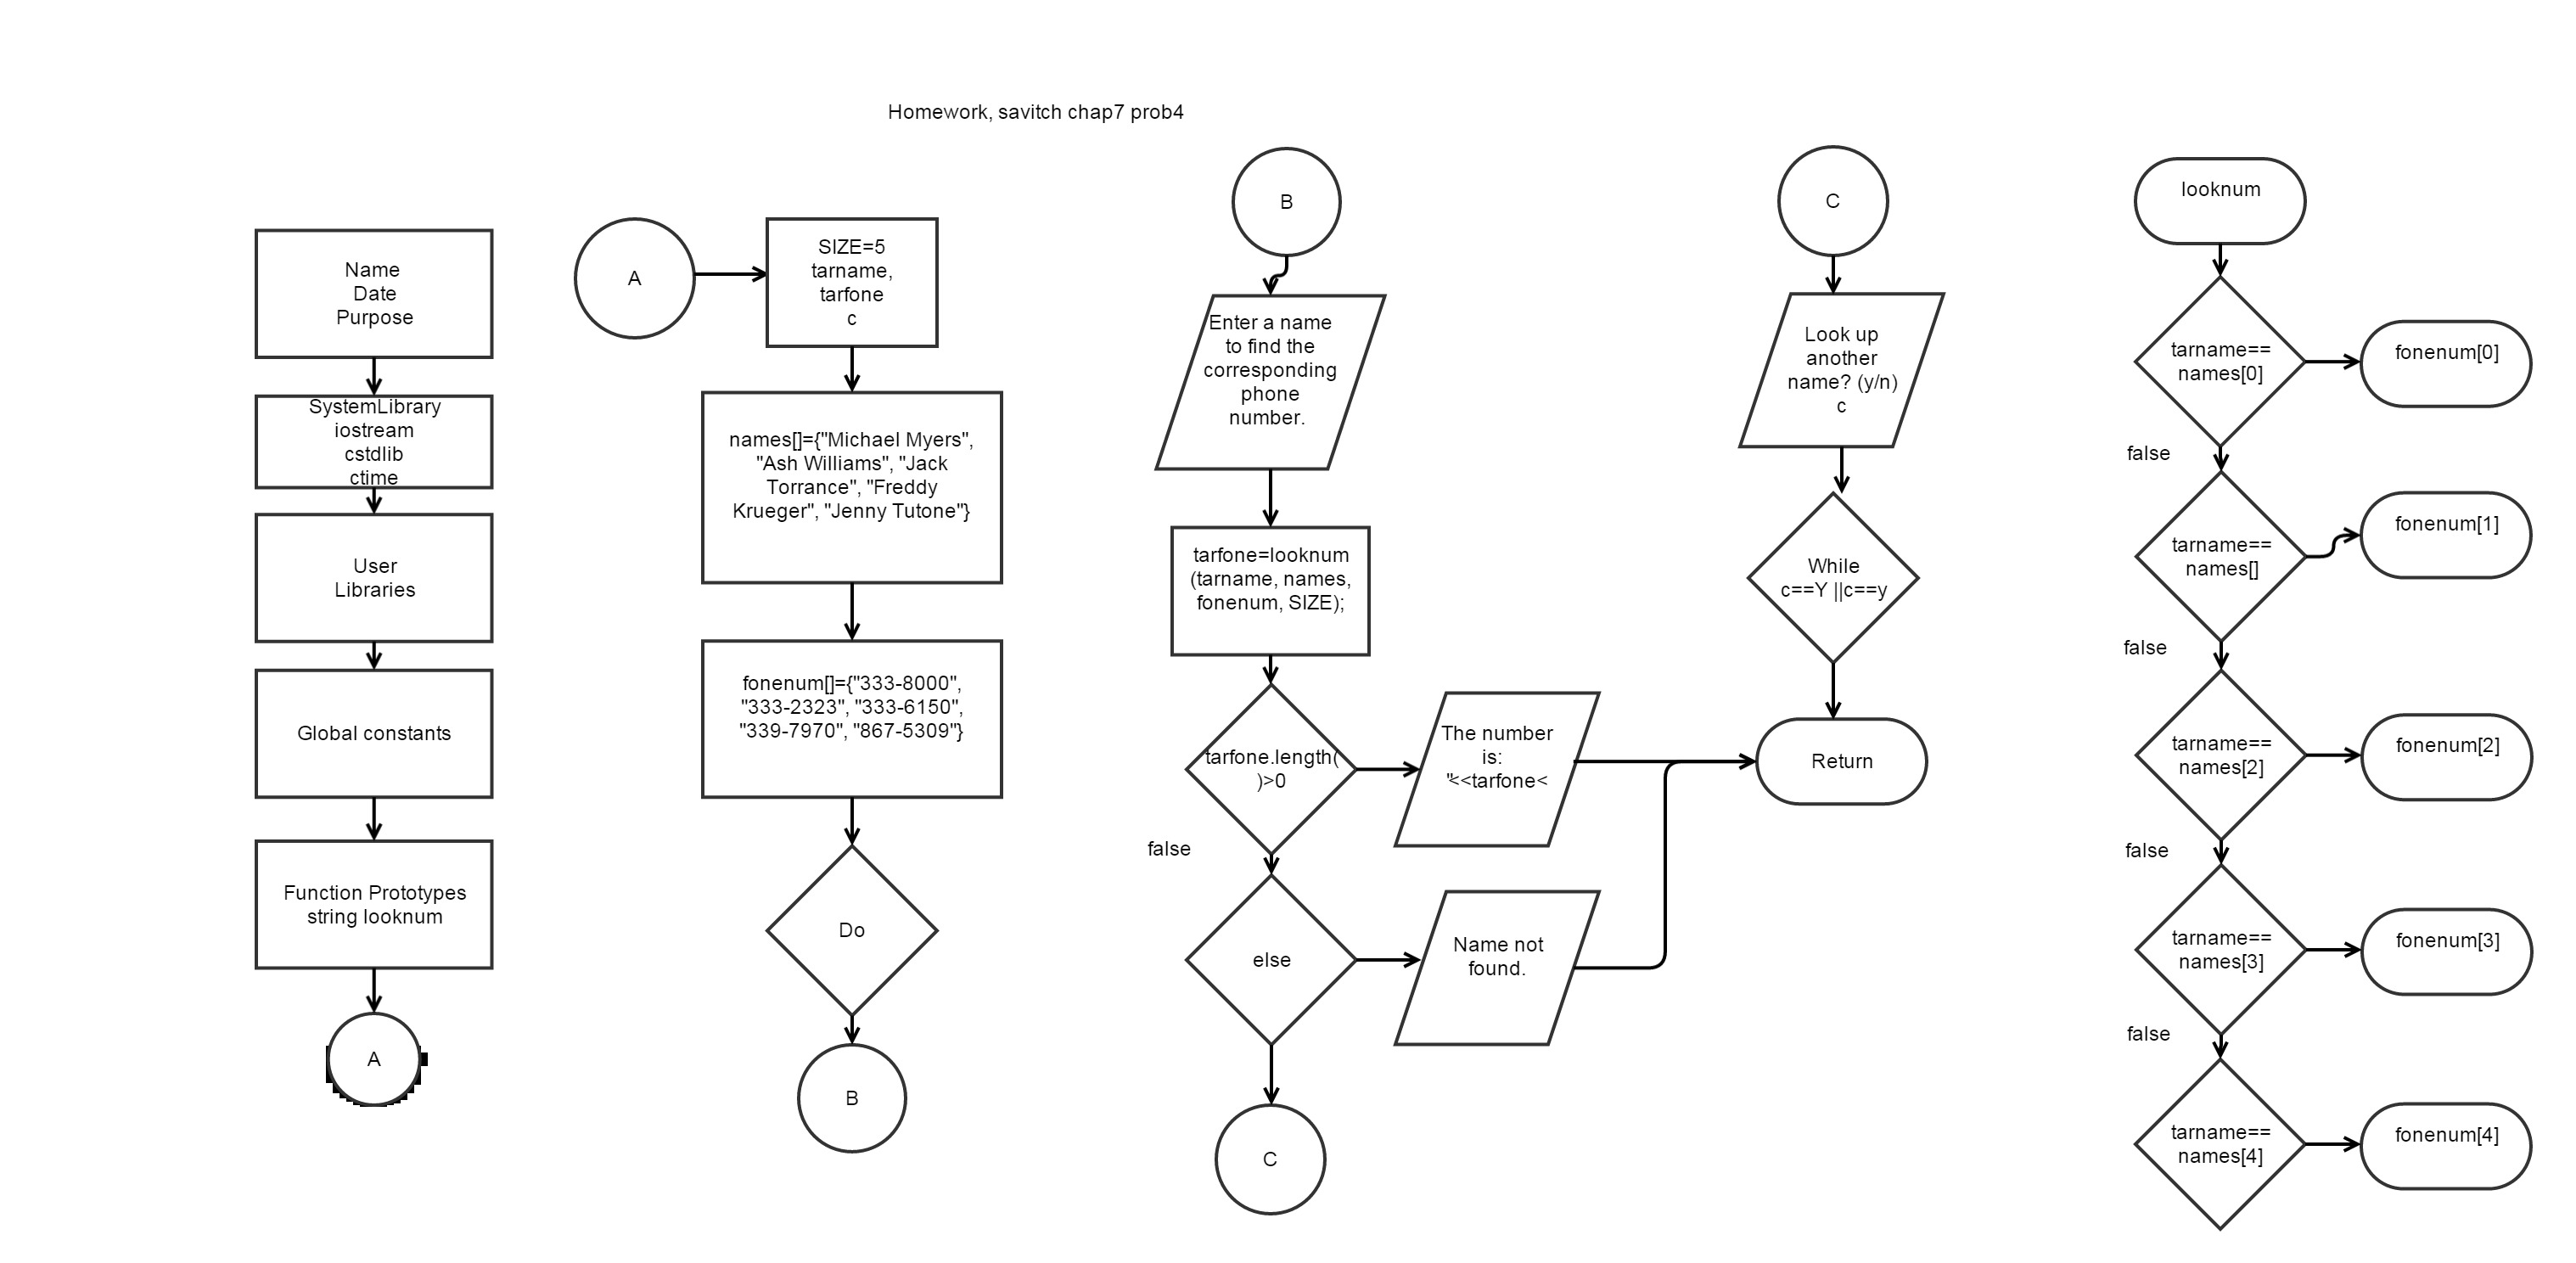 Homework, savitch chap7 prob4
Name
Date
Purpose
SystemLibrary
iostream
cstdlib
ctime
User
Libraries
Global constants
Function Prototypes
string looknum
A
A
SIZE=5
tarname,
tarfone
c
names[]={"Michael Myers",
"Ash Williams", "Jack
Torrance", "Freddy
Krueger", "Jenny Tutone"}
fonenum[]={"333-8000",
"333-2323", "333-6150",
"339-7970", "867-5309"}
Do
B
B
Enter a name
to find the
corresponding
phone
number.
tarfone=looknum
(tarname, names,
fonenum, SIZE);
tarfone.length(
)>0
The number
is:
"<<tarfone<
false
else
Name not
found.
C
C
Look up
another
name? (y/n)
c
While
c==Y ||c==y
Return
looknum
tarname==
names[0]
fonenum[0]
false
tarname==
names[]
fonenum[1]
false
tarname==
names[2]
fonenum[2]
false
tarname==
names[3]
fonenum[3]
false
tarname==
names[4]
fonenum[4]